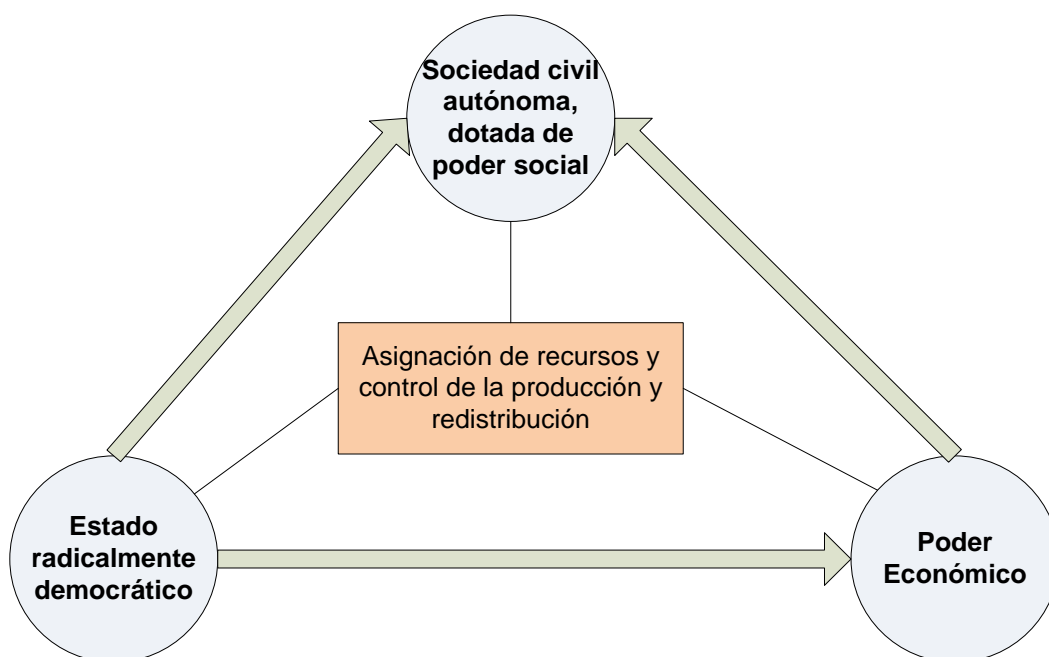 Sociedad civil
autónoma,
dotada de
poder social
Asignación de recursos y
control de la producción y
redistribución
Estado
radicalmente
democrático
Poder
Económico